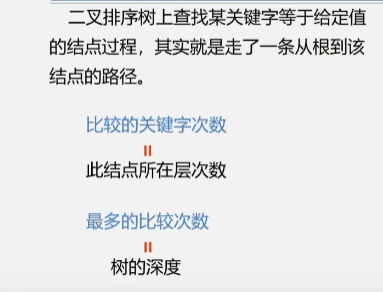 二叉排序树上查找某关键字等于给定值
的结点过程，其实就是走了一条从根到该
结点的路径。
比较的关键字次数
=
此结点所在层次数
最多的比较次数
=
树的深度